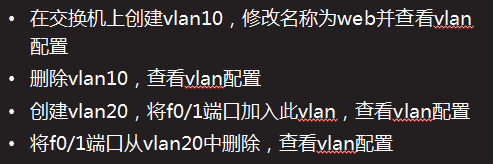 • 在交换机上创建vlan10，修改名称为web并查看vlan
配置
• 删除vlan10，查看vlan配置
• 创建vlan20，将f0/1端口加入此vlan，查看vlan配置
• 将f0/1端口从vlan20中删除，查看vlan配置